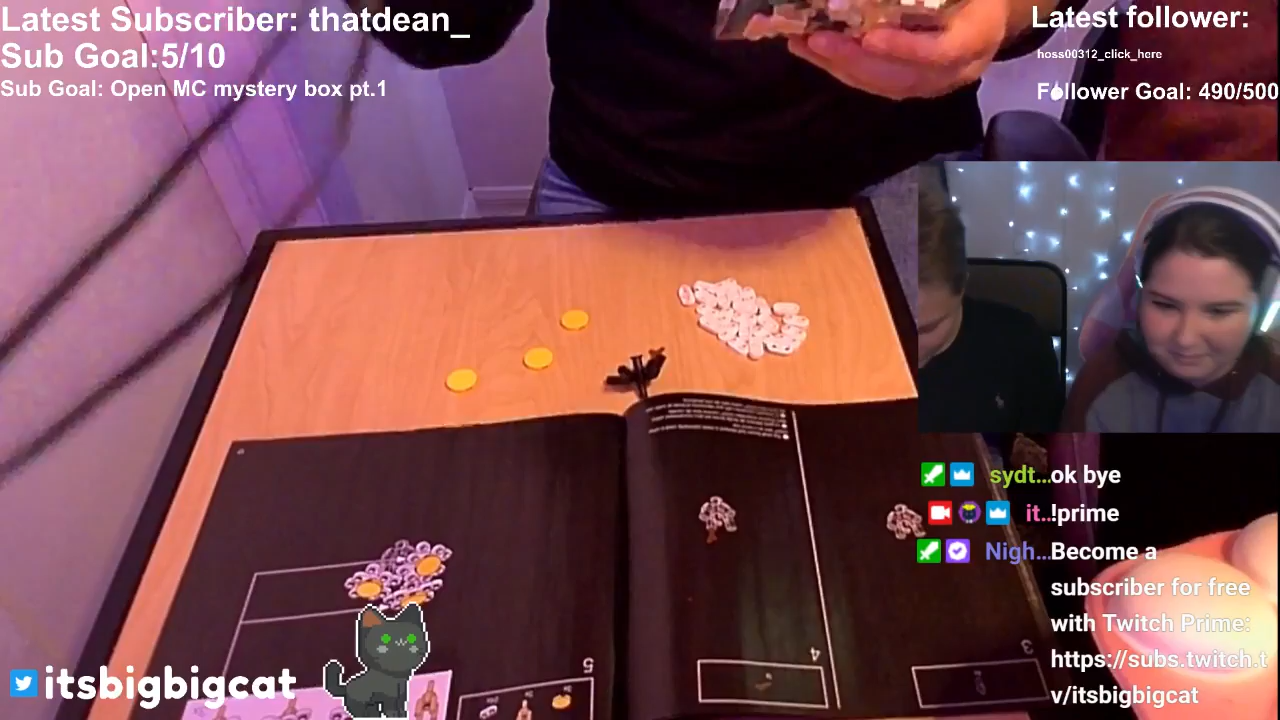 Latest Subscriber: thatdean_
Sub Goal:5/10
Sub Goal: Open MC mystery box pt.1
Latest follower:
hoss00312_click_here
Follower Goal: 490/500
sydt...ok bye
it..!prime
Nigh...Become a
subscriber for free
with Twitch Prime:
https://subs.twitch.t
v/itsbigbigcat
5
4
3
itsbigbigcat